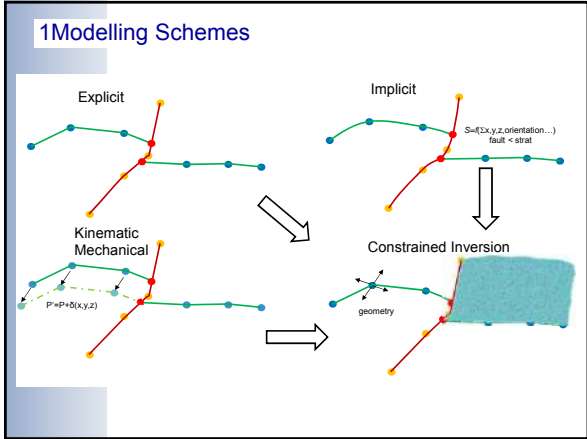 1Modelling Schemes
Explicit
Implicit
S=f(Σx,y,z,orientation…)
fault < strat
Kinematic
Mechanical
P'=P+δ(x,y,z)
Constrained Inversion
geometry